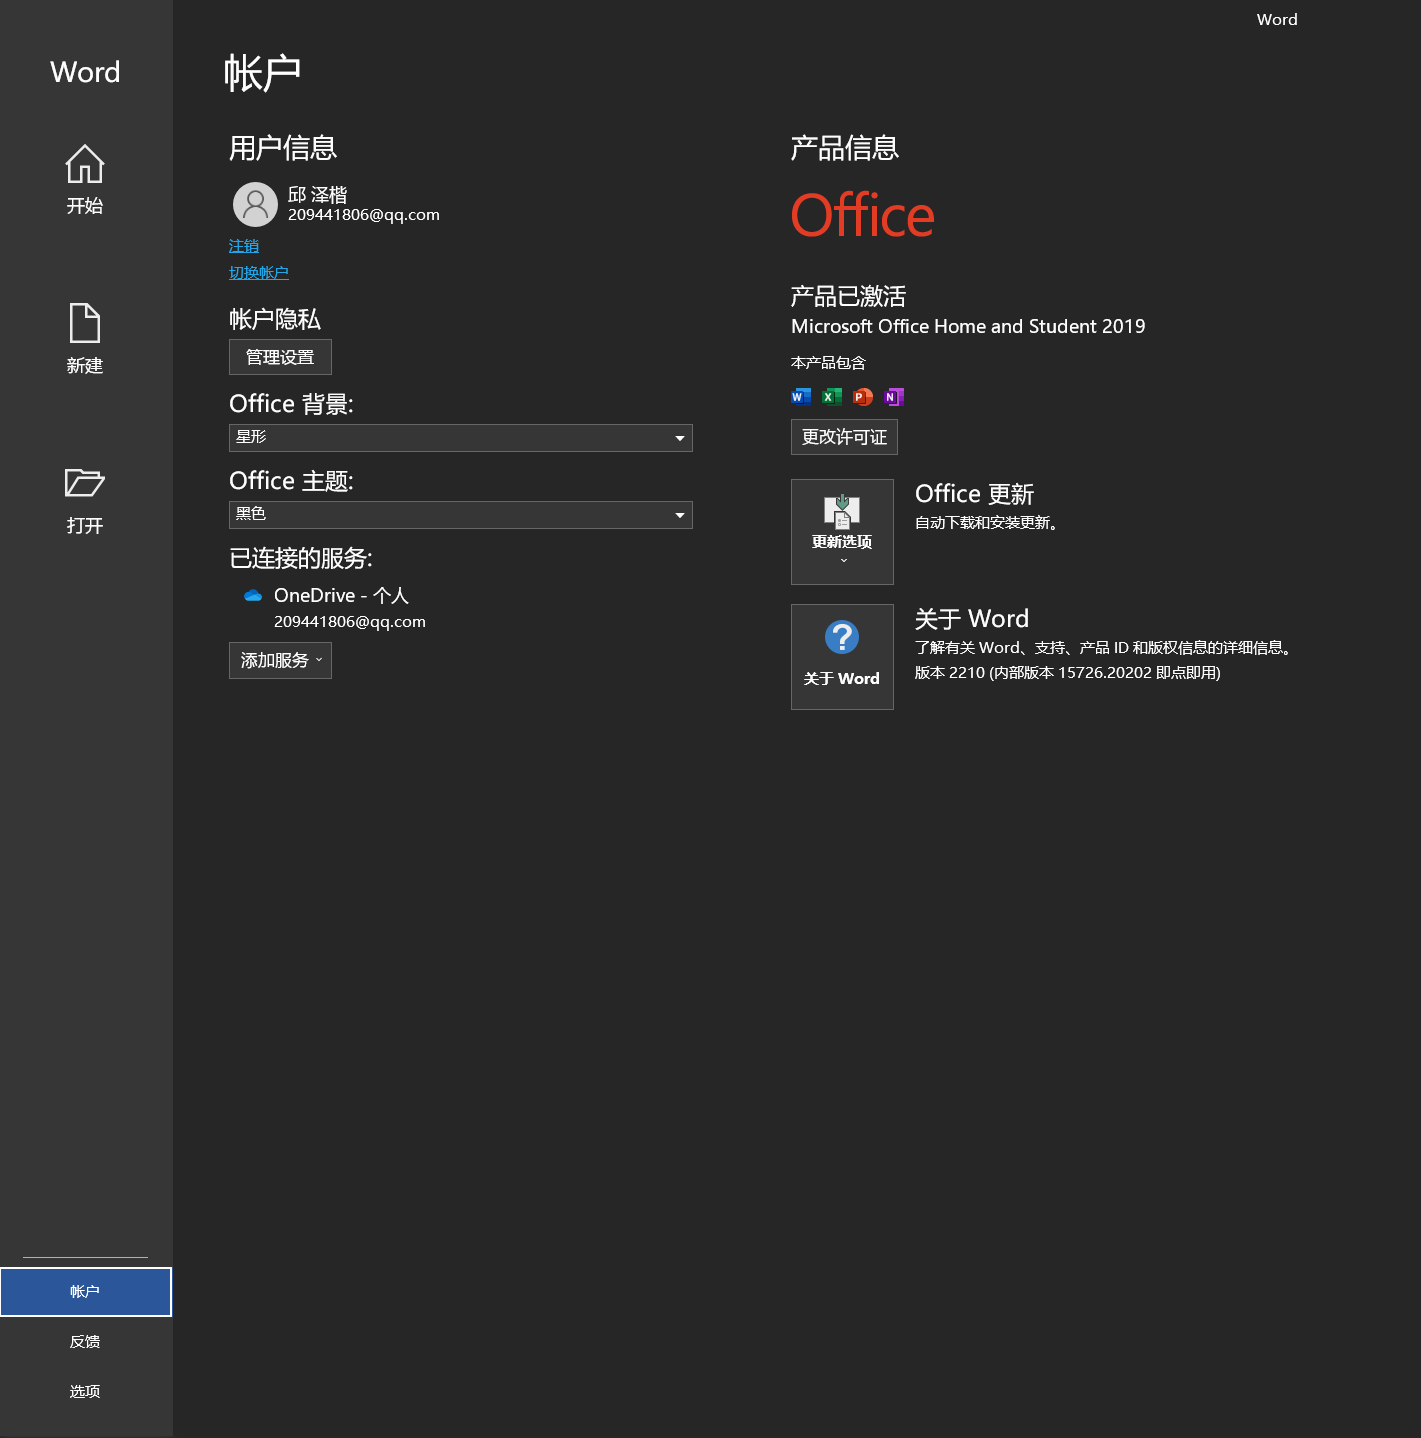 Word
Word
开始
新建
打开
帐户
反馈
选项
帐户
用户信息
邱 泽楷
209441806@qq.com
注销
切换帐户
帐户隐私
管理设置
Office 背景:
星形
Office 主题:
黑色
已连接的服务:
OneDrive - 个人
209441806@qq.com
添加服务
产品信息
Office
产品已激活
Microsoft Office Home and Student 2019
本产品包含
W X P N
更改许可证
更新选项
Office 更新
自动下载和安装更新。
?
关于 Word
关于 Word
了解有关 Word、支持、产品 ID 和版权信息的详细信息。
版本 2210 (内部版本 15726.20202 即点即用)